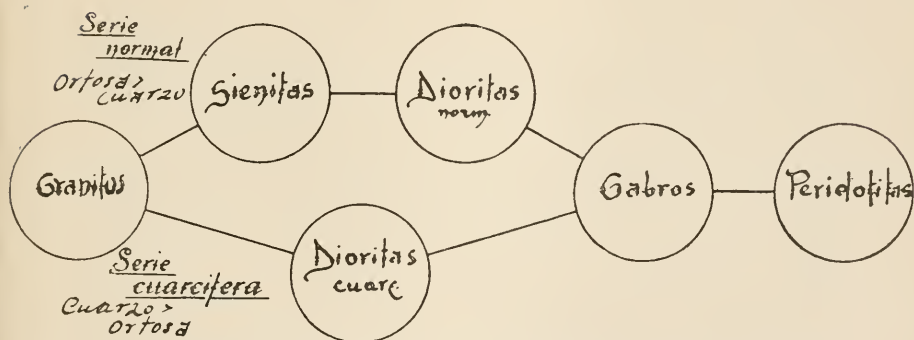 Serie
normal
Ortosa >
cuarzo
Sienitas
Dioritas
norm
Granitos
Gabros
Peridotitas
Serie
cuarcifera
Cuarzo >
Ortosa
Dioritas
cuarc